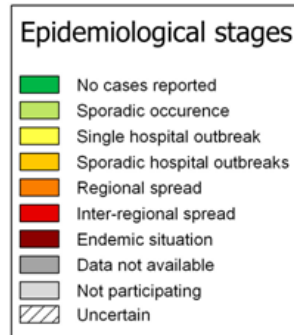 Epidemiological stages
No cases reported
Sporadic occurence
Single hospital outbreak
Sporadic hospital outbreaks
Regional spread
Inter-regional spread
Endemic situation
Data not available
Not participating
Uncertain